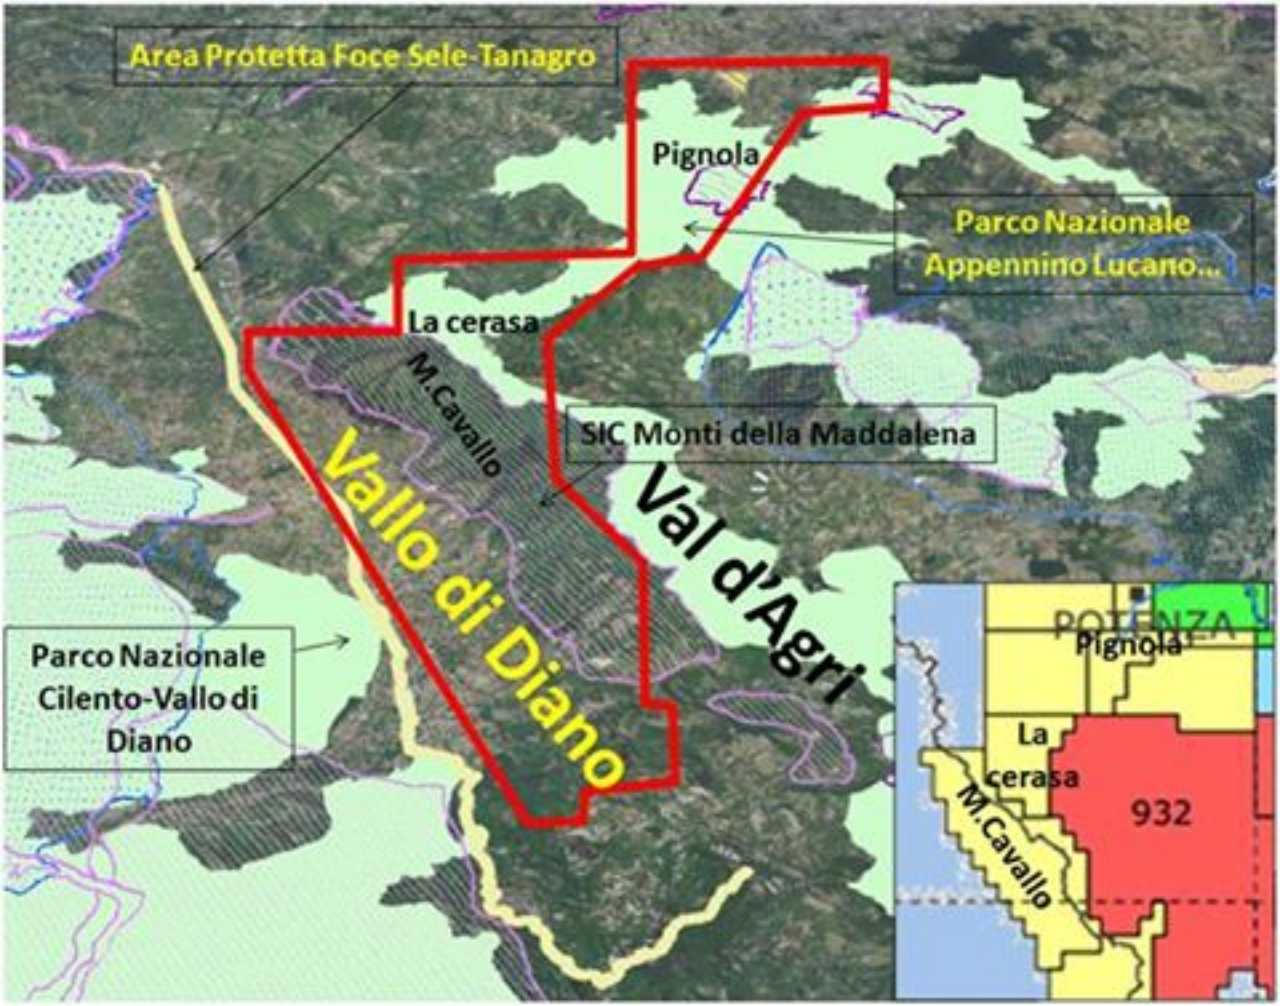 Area Protetta Foce Sele-Tanagro
Pignola
Parco Nazionale
Appennino Lucano...
La cerasa
M.Cavallo
SIC Monti della Maddalena
Vallo di Diano
Val d'Agri
Parco Nazionale
Cilento-Vallo di
Diano
POTENZA
Pignola
La
cerasa
M.Cavallo
932